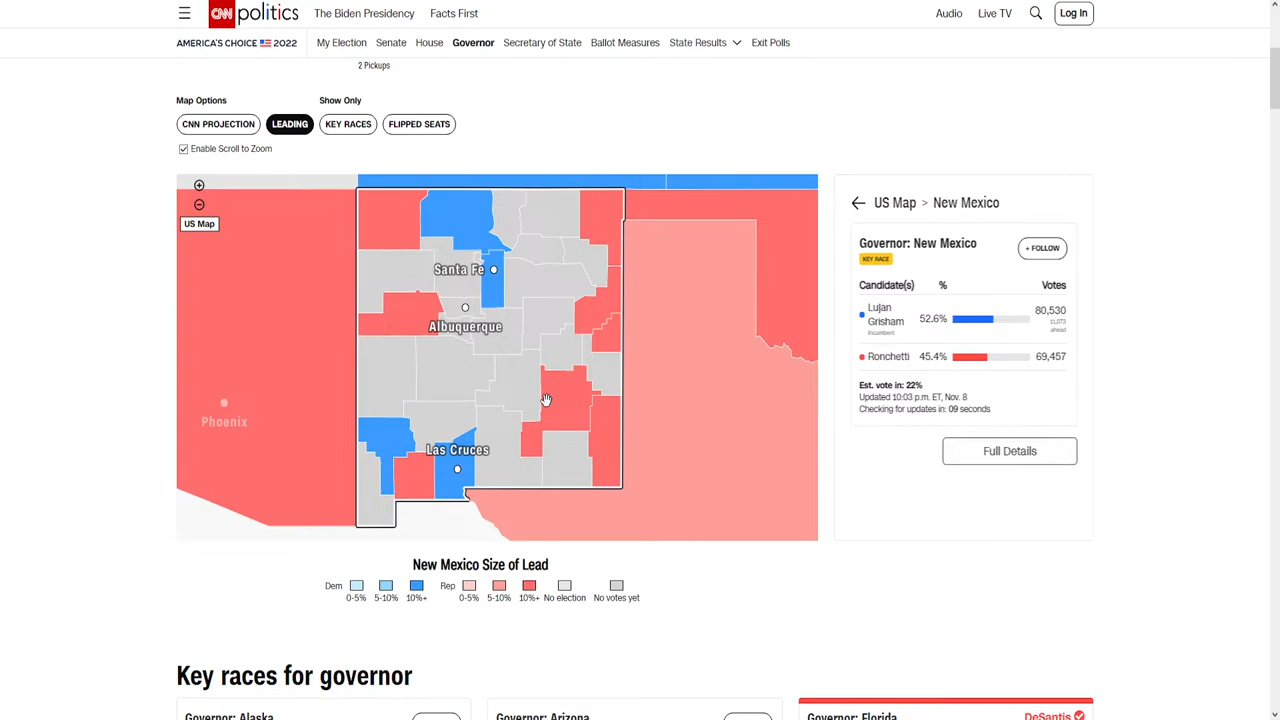 CNN politics The Biden Presidency Facts First Audio Live TV Log In
AMERICA'S CHOICE 2022 My Election Senate House Governor Secretary of State Ballot Measures State Results Exit Polls
2 Pickups
Map Options Show Only
CNN PROJECTION LEADING KEY RACES FLIPPED SEATS
Enable Scroll to Zoom
US Map
Santa Fe
Albuquerque
Phoenix
Las Cruces
US Map > New Mexico
Governor: New Mexico + FOLLOW
KEY RACE
Candidate(s) % Votes
Lujan Grisham 52.6% 80,530
Incumbent 11,073 ahead
Ronchetti 45.4% 69,457
Est. vote in: 22%
Updated 10:03 p.m. ET, Nov. 8
Checking for updates in: 09 seconds
Full Details
New Mexico Size of Lead
Dem Rep
0-5% 5-10% 10%+ 0-5% 5-10% 10%+ No election No votes yet
Key races for governor
Governor: Alaska Governor: Arizona Governor: Florida DeSantis